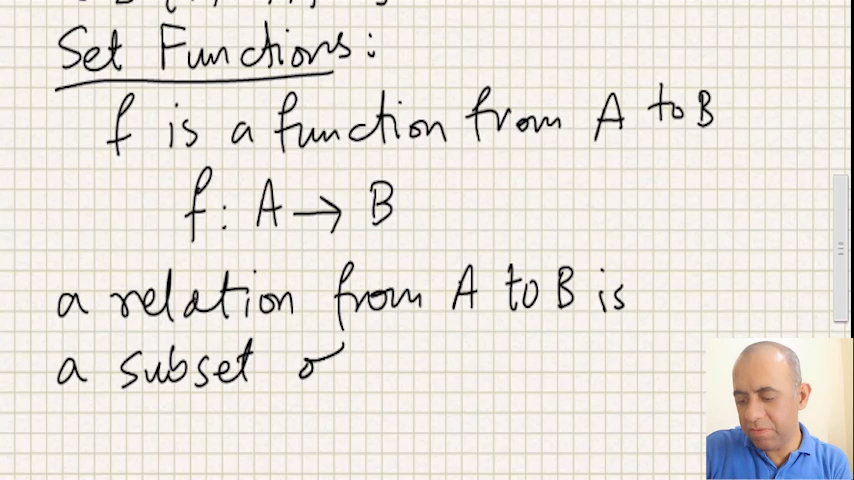 Set Functions:
f is a function from A to B
f: A → B
a relation from A to B is
a subset o